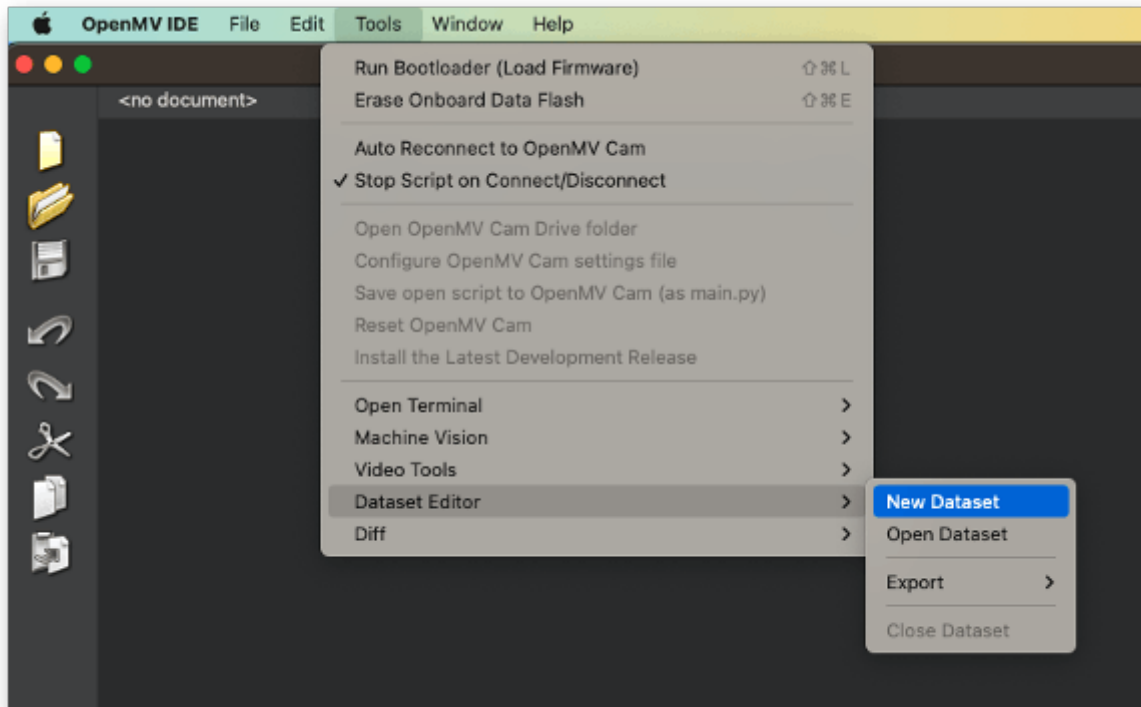 OpenMV IDE File Edit Tools Window Help
<no document>
Run Bootloader (Load Firmware) ⇧⌘L
Erase Onboard Data Flash ⇧⌘E
Auto Reconnect to OpenMV Cam
✓ Stop Script on Connect/Disconnect
Open OpenMV Cam Drive folder
Configure OpenMV Cam settings file
Save open script to OpenMV Cam (as main.py)
Reset OpenMV Cam
Install the Latest Development Release
Open Terminal
Machine Vision
Video Tools
Dataset Editor
Diff
New Dataset
Open Dataset
Export
Close Dataset